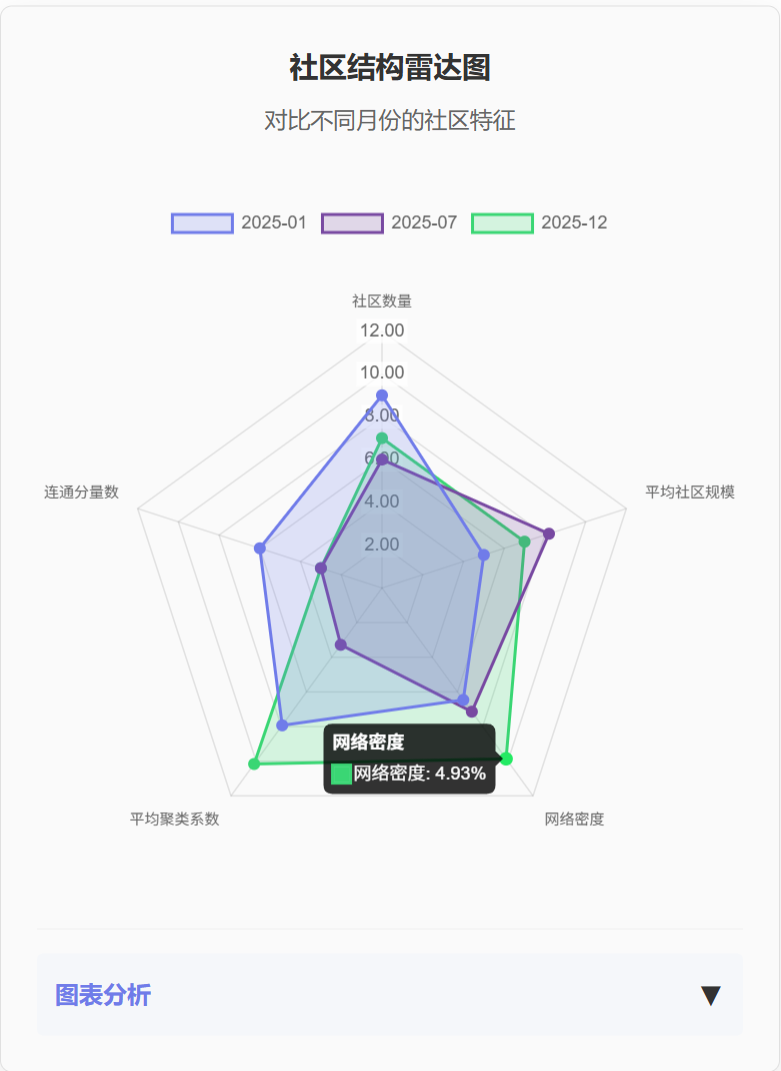 社区结构雷达图
对比不同月份的社区特征
2025-01 2025-07 2025-12
社区数量
12.00
10.00
8.00
6.00
4.00
2.00
连通分量数
平均社区规模
网络密度
网络密度: 4.93%
平均聚类系数
网络密度
图表分析
▼